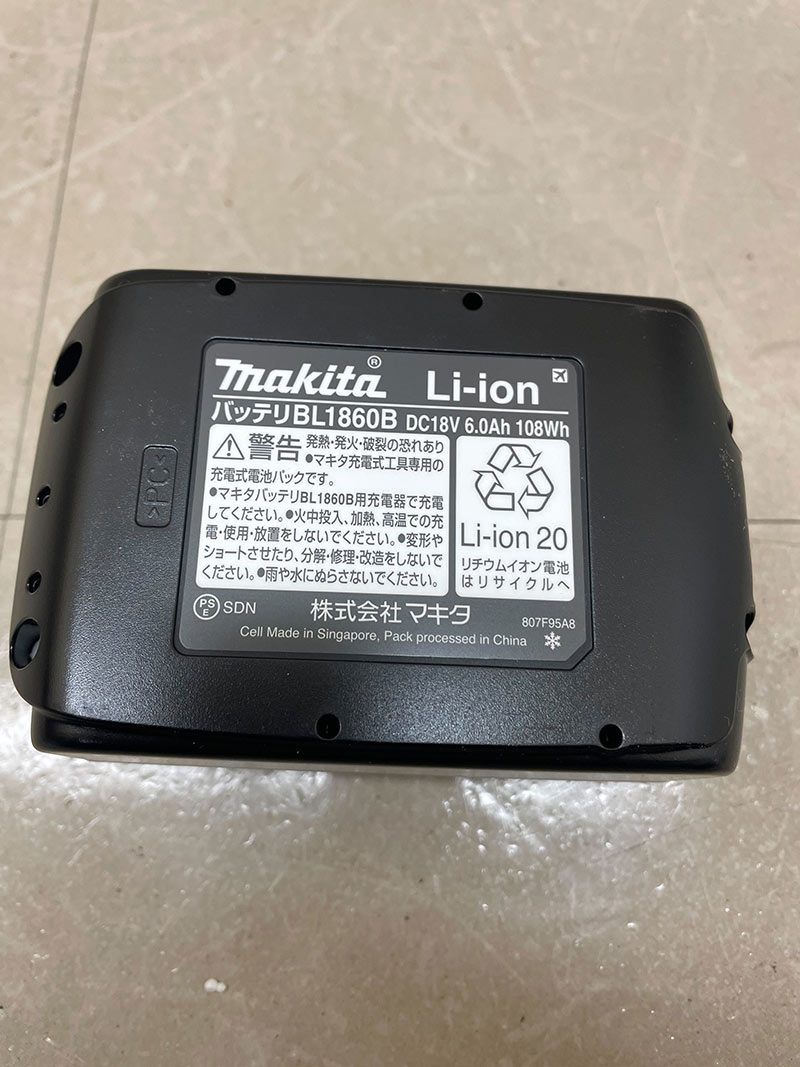 makita® Li-ion
バッテリBL1860B DC18V 6.0Ah 108Wh
警告 発熱・発火・破裂の恐れあり
●マキタ充電式工具専用の
充電式電池パックです。
●マキタバッテリBL1860B用充電器で充電
してください。●火中投入、加熱、高温での充
電・使用・放置をしないでください。●変形や
ショートさせたり、分解・修理・改造をしないで
ください。●雨や水にぬらさないでください。
Li-ion 20
リチウムイオン電池
はリサイクルへ
PS
E SDN 株式会社マキタ 807F95A8
Cell Made in Singapore, Pack processed in China
>PC<